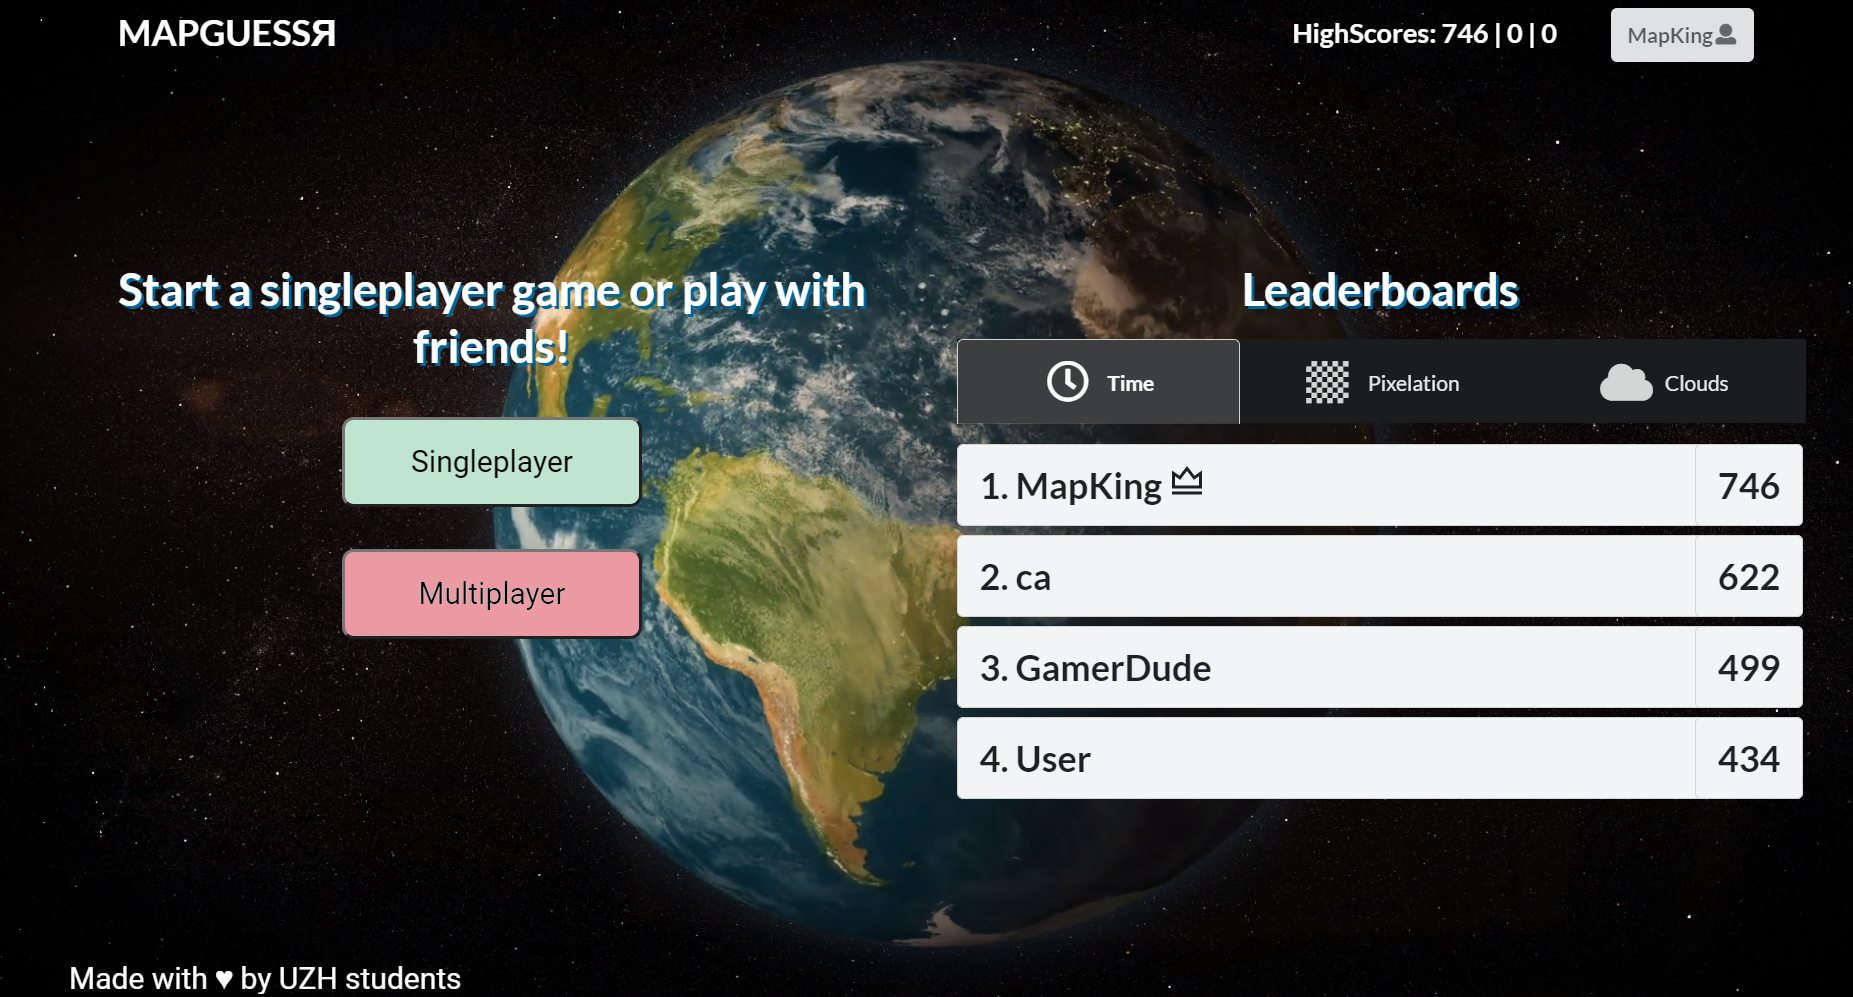 MAPGUESSЯ
HighScores: 746 | 0 | 0
MapKing
Start a singleplayer game or play with
friends!
Singleplayer
Multiplayer
Leaderboards
Time
Pixelation
Clouds
1. MapKing
746
2. ca
622
3. GamerDude
499
4. User
434
Made with ♥ by UZH students